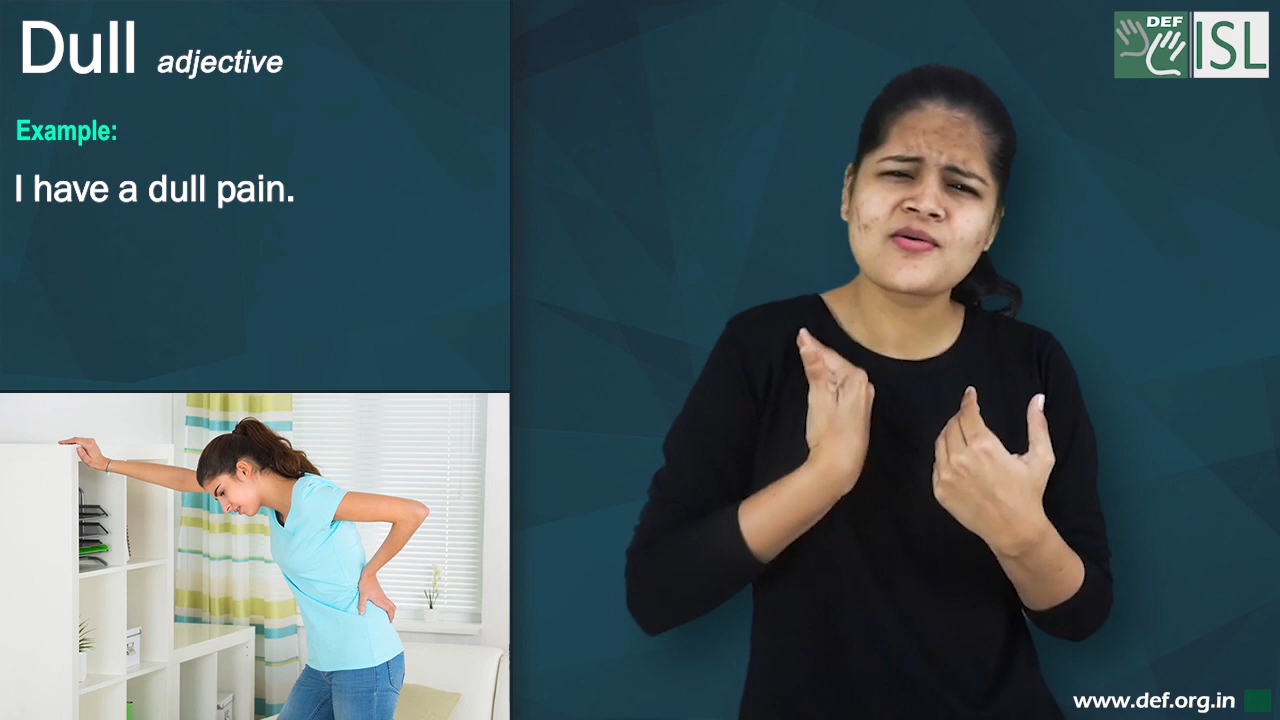 Dull adjective
Example:
I have a dull pain.
DEF
ISL
www.def.org.in